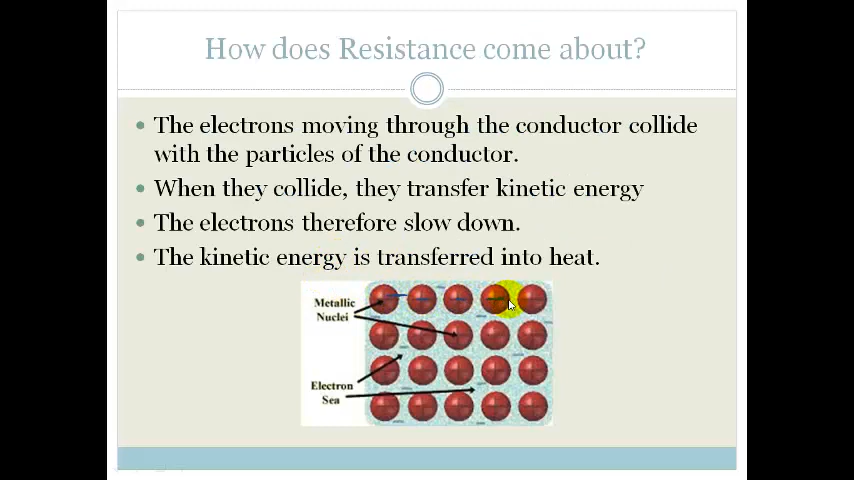 How does Resistance come about?
• The electrons moving through the conductor collide
with the particles of the conductor.
• When they collide, they transfer kinetic energy
• The electrons therefore slow down.
• The kinetic energy is transferred into heat.
Metallic
Nuclei
Electron
Sea